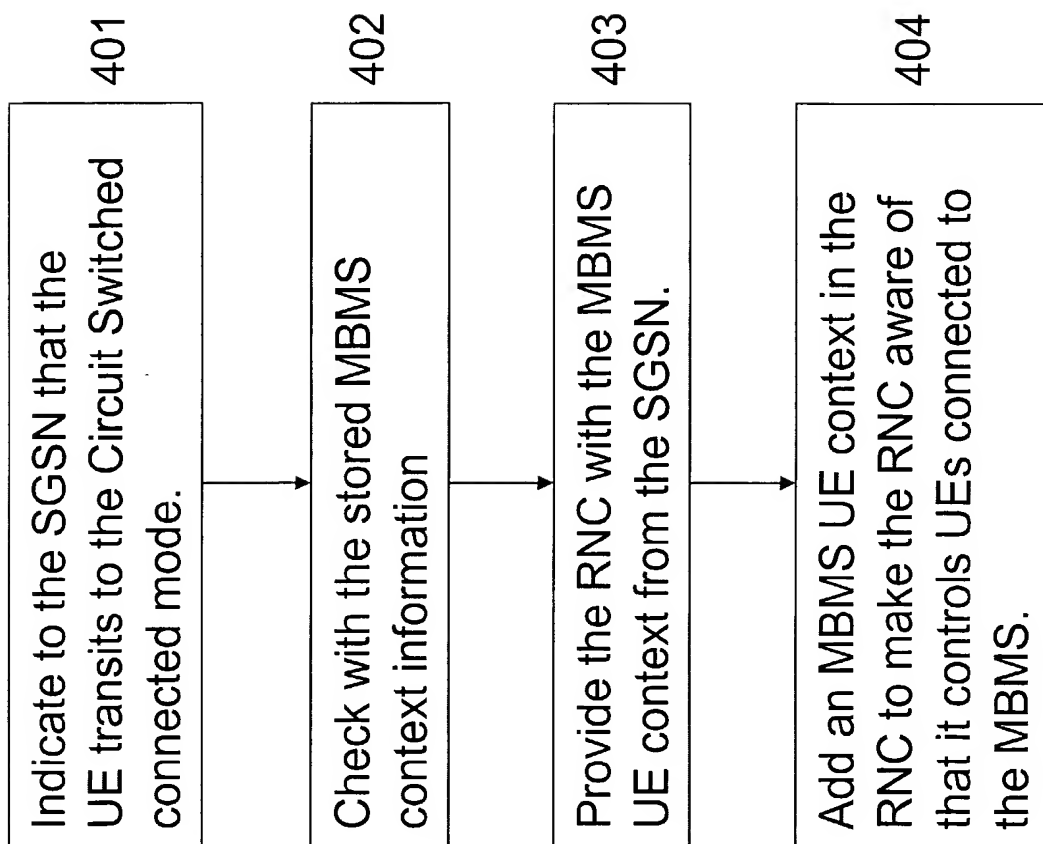 Indicate to the SGSN that the
UE transits to the Circuit Switched
connected mode.
401
Check with the stored MBMS
context information
402
Provide the RNC with the MBMS
UE context from the SGSN.
403
Add an MBMS UE context in the
RNC to make the RNC aware of
that it controls UEs connected to
the MBMS.
404